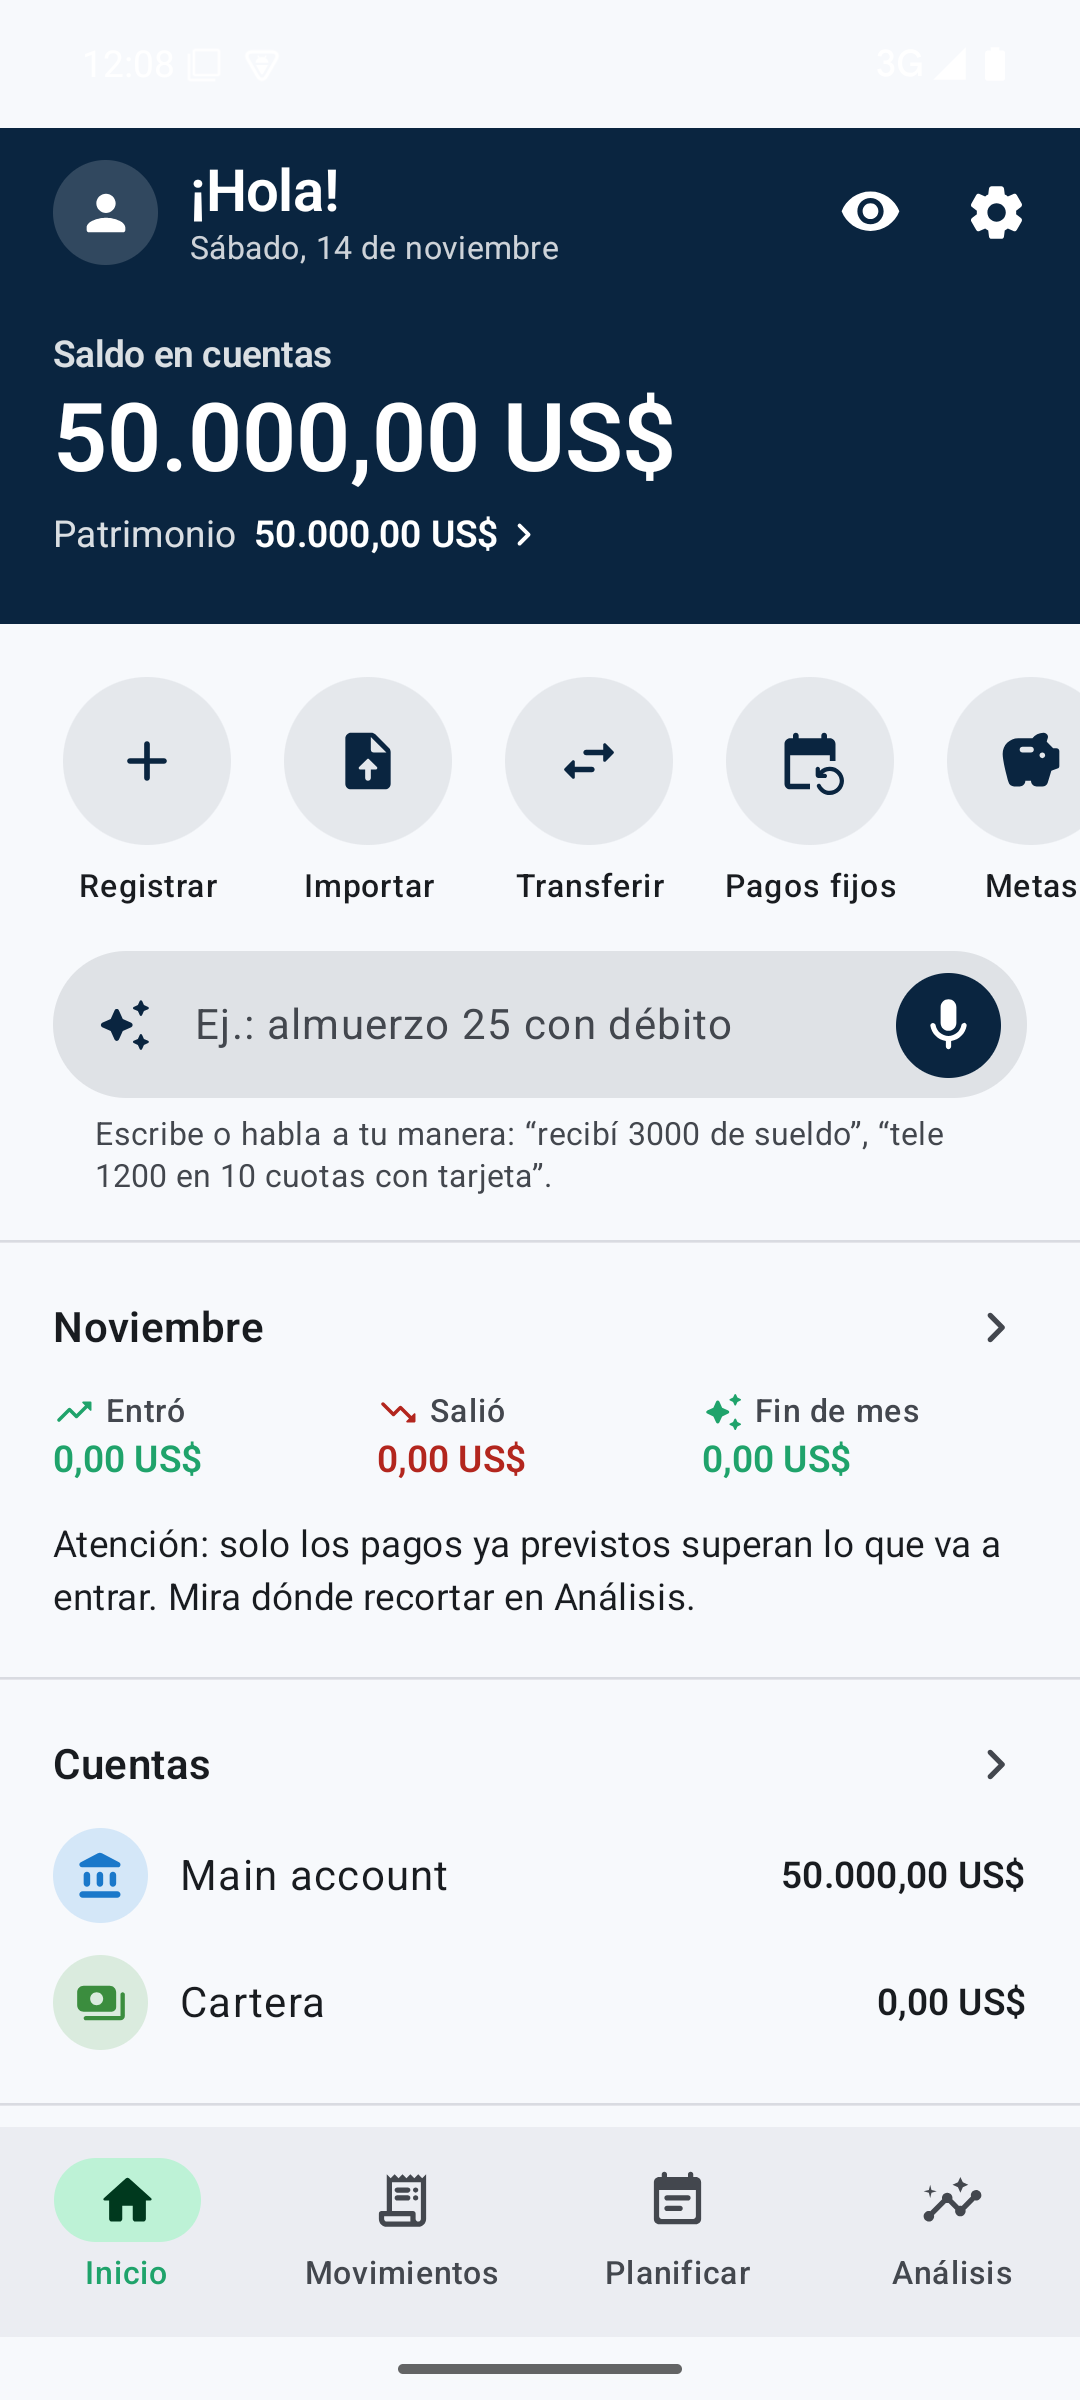 12:08
3G
¡Hola!
Sábado, 14 de noviembre
Saldo en cuentas
50.000,00 US$
Patrimonio 50.000,00 US$
Registrar
Importar
Transferir
Pagos fijos
Metas
Ej.: almuerzo 25 con débito
Escribe o habla a tu manera: “recibí 3000 de sueldo”, “tele
1200 en 10 cuotas con tarjeta”.
Noviembre
Entró
0,00 US$
Salió
0,00 US$
Fin de mes
0,00 US$
Atención: solo los pagos ya previstos superan lo que va a
entrar. Mira dónde recortar en Análisis.
Cuentas
Main account
50.000,00 US$
Cartera
0,00 US$
Inicio
Movimientos
Planificar
Análisis